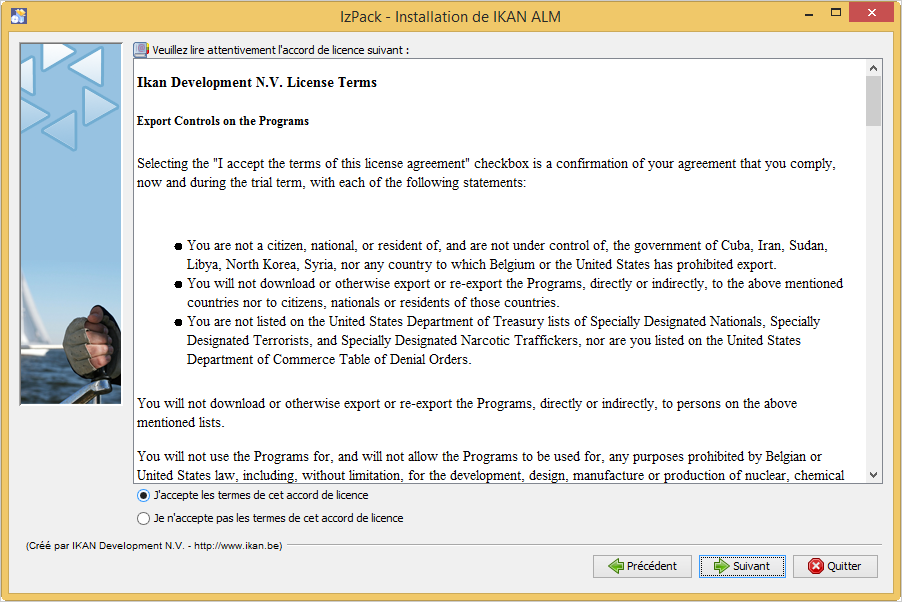 IzPack - Installation de IKAN ALM
Veuillez lire attentivement l'accord de licence suivant :
Ikan Development N.V. License Terms
Export Controls on the Programs
Selecting the "I accept the terms of this license agreement" checkbox is a confirmation of your agreement that you comply,
now and during the trial term, with each of the following statements:
● You are not a citizen, national, or resident of, and are not under control of, the government of Cuba, Iran, Sudan,
Libya, North Korea, Syria, nor any country to which Belgium or the United States has prohibited export.
● You will not download or otherwise export or re-export the Programs, directly or indirectly, to the above mentioned
countries nor to citizens, nationals or residents of those countries.
● You are not listed on the United States Department of Treasury lists of Specially Designated Nationals, Specially
Designated Terrorists, and Specially Designated Narcotic Traffickers, nor are you listed on the United States
Department of Commerce Table of Denial Orders.
You will not download or otherwise export or re-export the Programs, directly or indirectly, to persons on the above
mentioned lists.
You will not use the Programs for, and will not allow the Programs to be used for, any purposes prohibited by Belgian or
United States law, including, without limitation, for the development, design, manufacture or production of nuclear, chemical
J'accepte les termes de cet accord de licence
Je n'accepte pas les termes de cet accord de licence
(Créé par IKAN Development N.V. - http://www.ikan.be)
Précédent
Suivant
Quitter